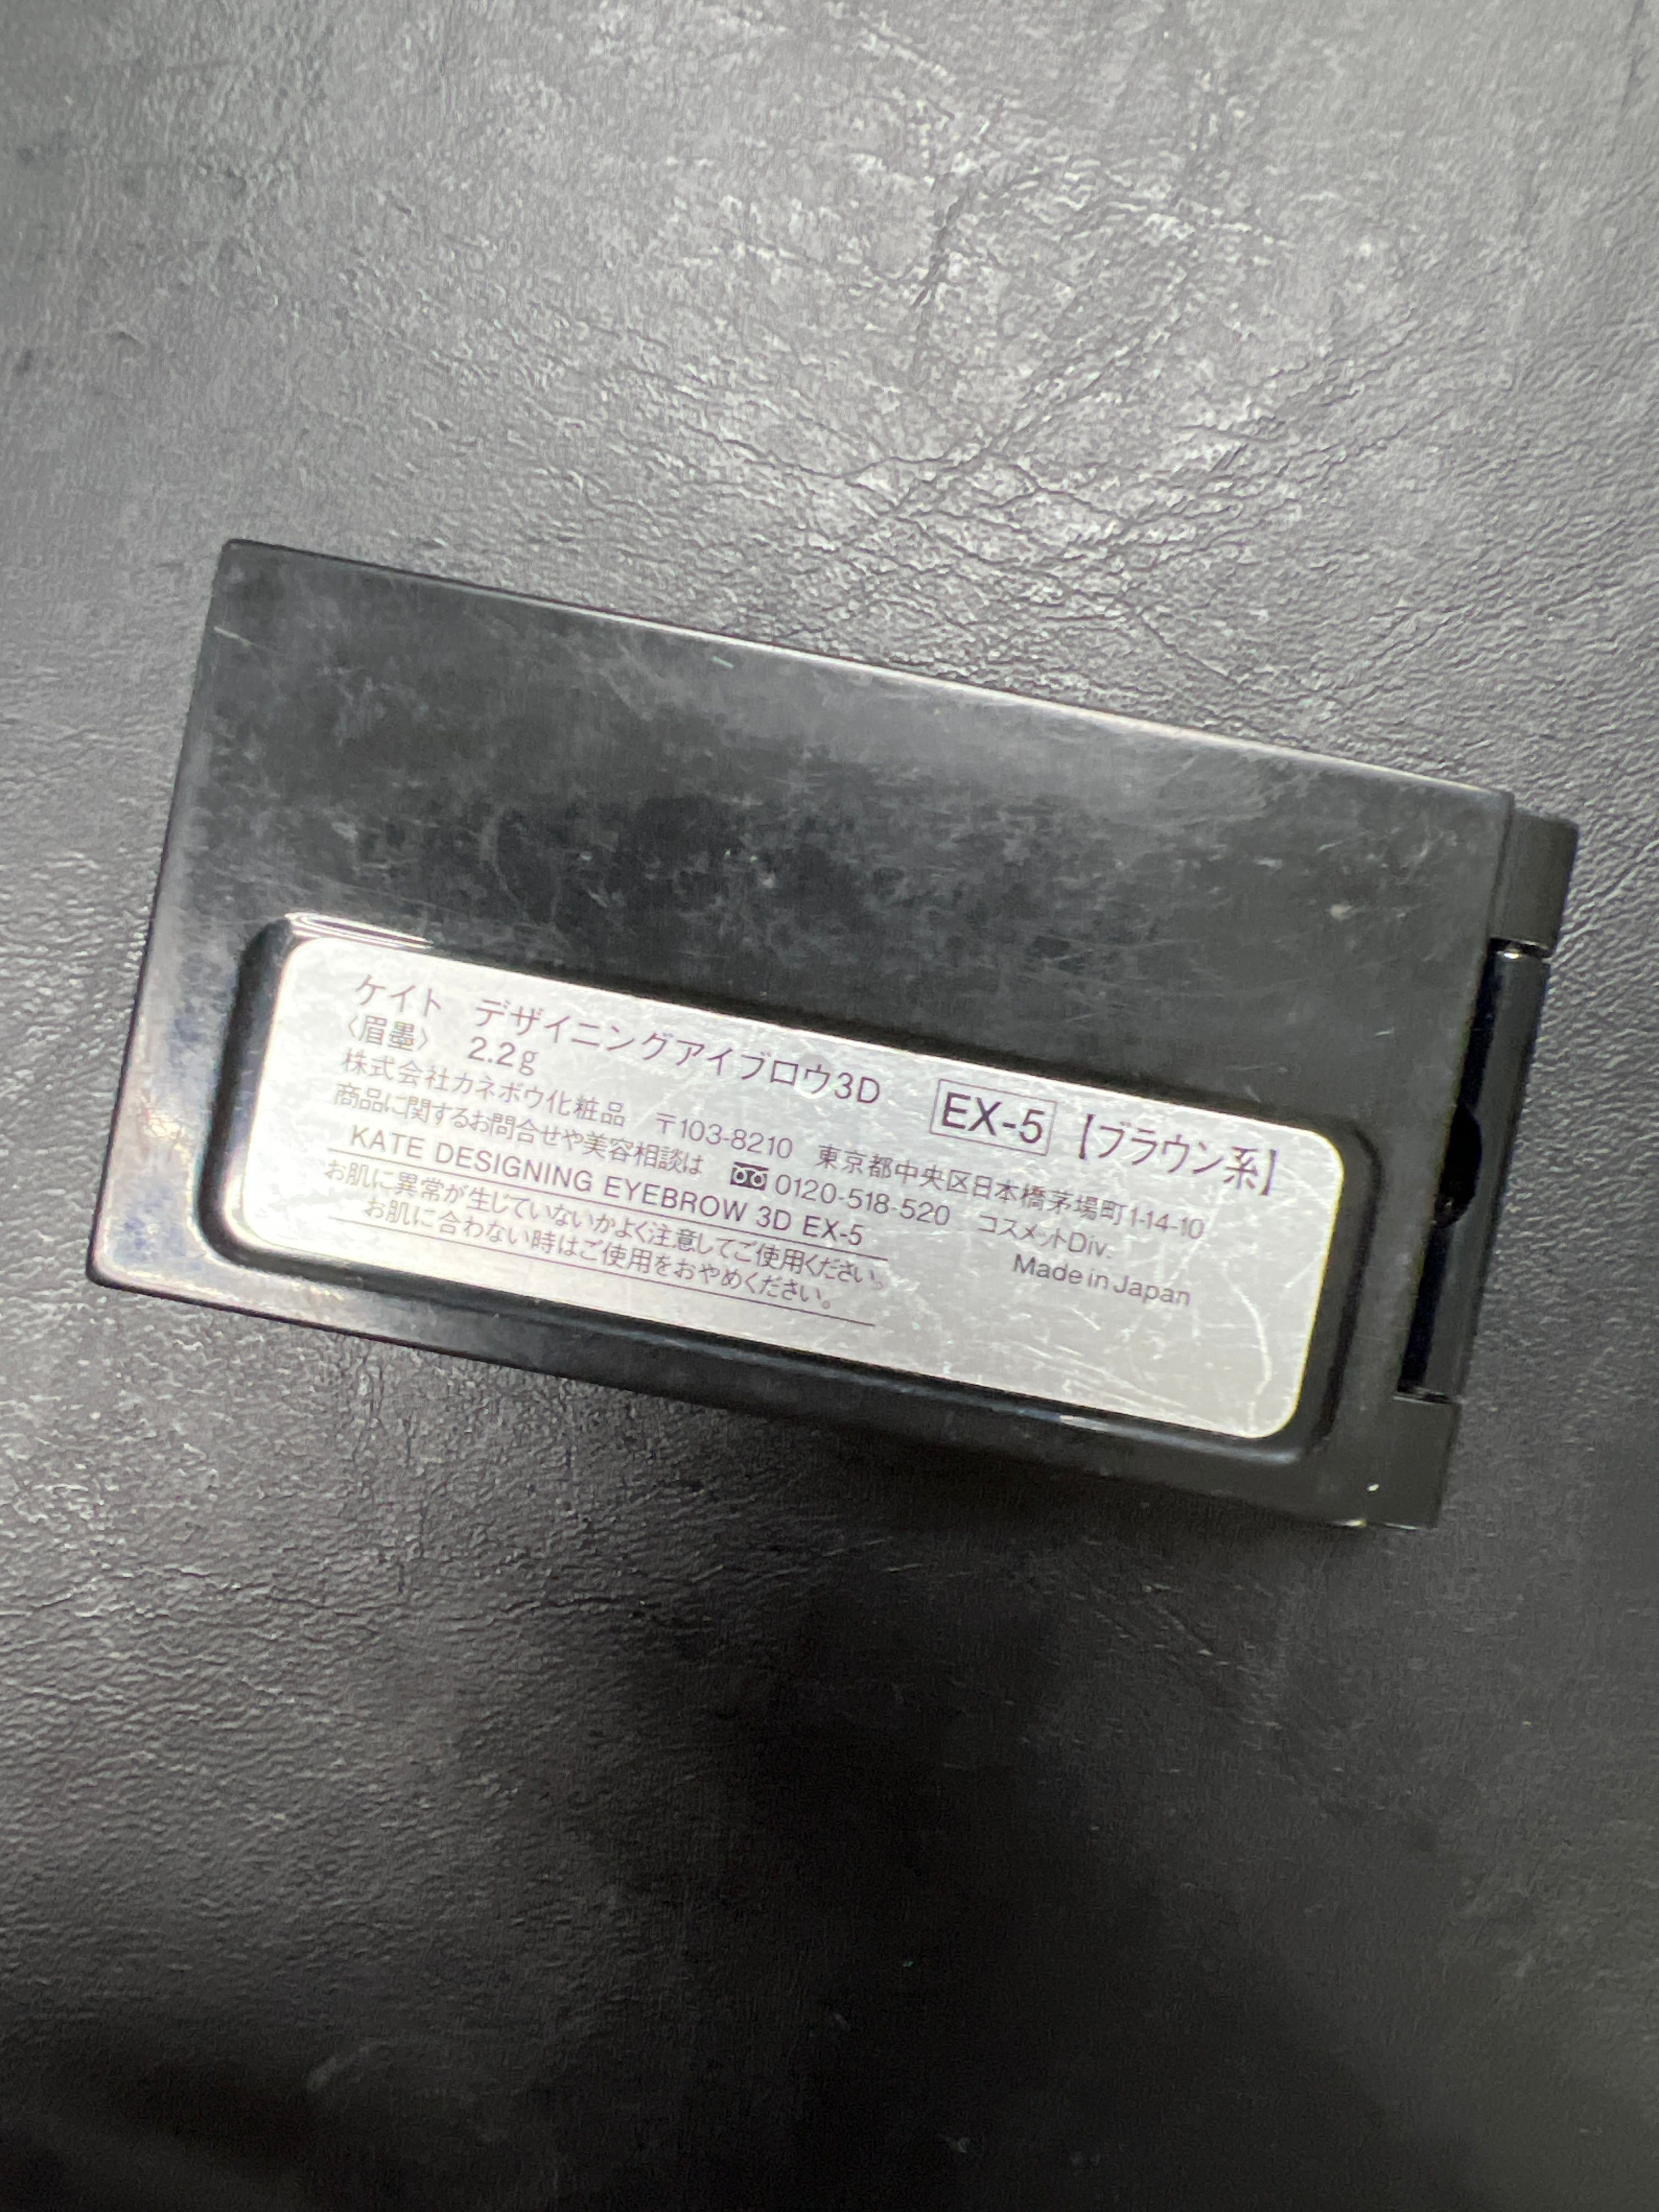 ケイト デザイニングアイブロウ3D EX-5 【ブラウン系】
〈眉墨〉 2.2g
株式会社カネボウ化粧品 〒103-8210 東京都中央区日本橋茅場町1-14-10
商品に関するお問合せや美容相談は 0120-518-520 コスメットDiv.
KATE DESIGNING EYEBROW 3D EX-5 Made in Japan
お肌に異常が生じていないかよく注意してご使用ください。
お肌に合わない時はご使用をおやめください。